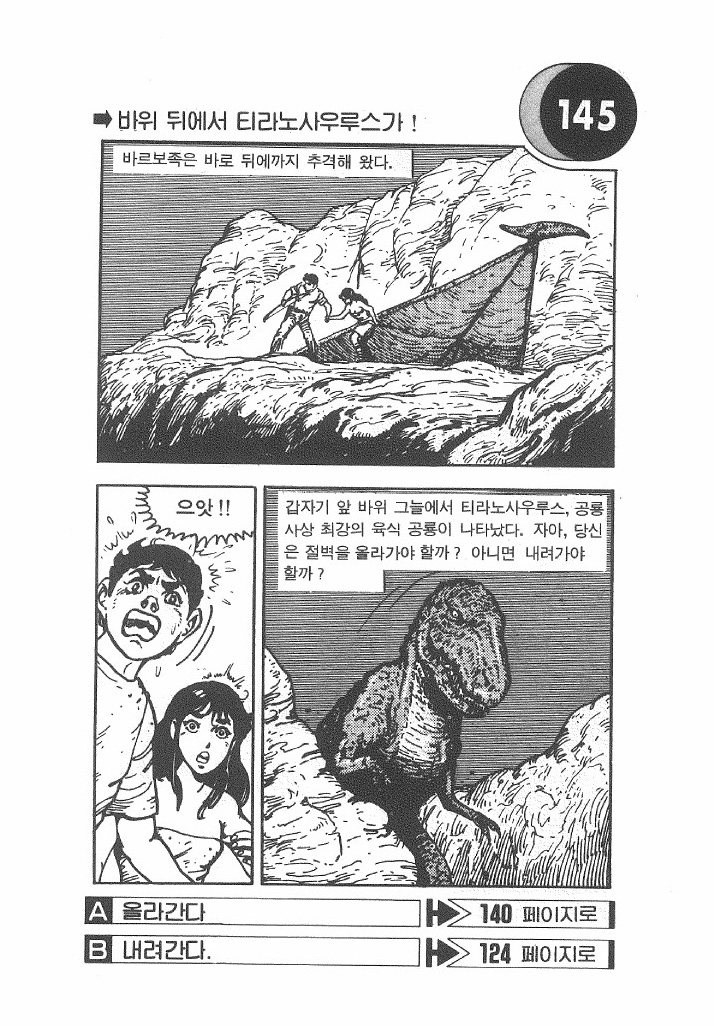 145
➡ 바위 뒤에서 티라노사우루스가 !
바르보족은 바로 뒤에까지 추격해 왔다.
으앗 !!
갑자기 앞 바위 그늘에서 티라노사우루스, 공룡
사상 최강의 육식 공룡이 나타났다. 자아, 당신
은 절벽을 올라가야 할까 ? 아니면 내려가야
할까 ?
A 올라간다 140 페이지로
B 내려간다. 124 페이지로